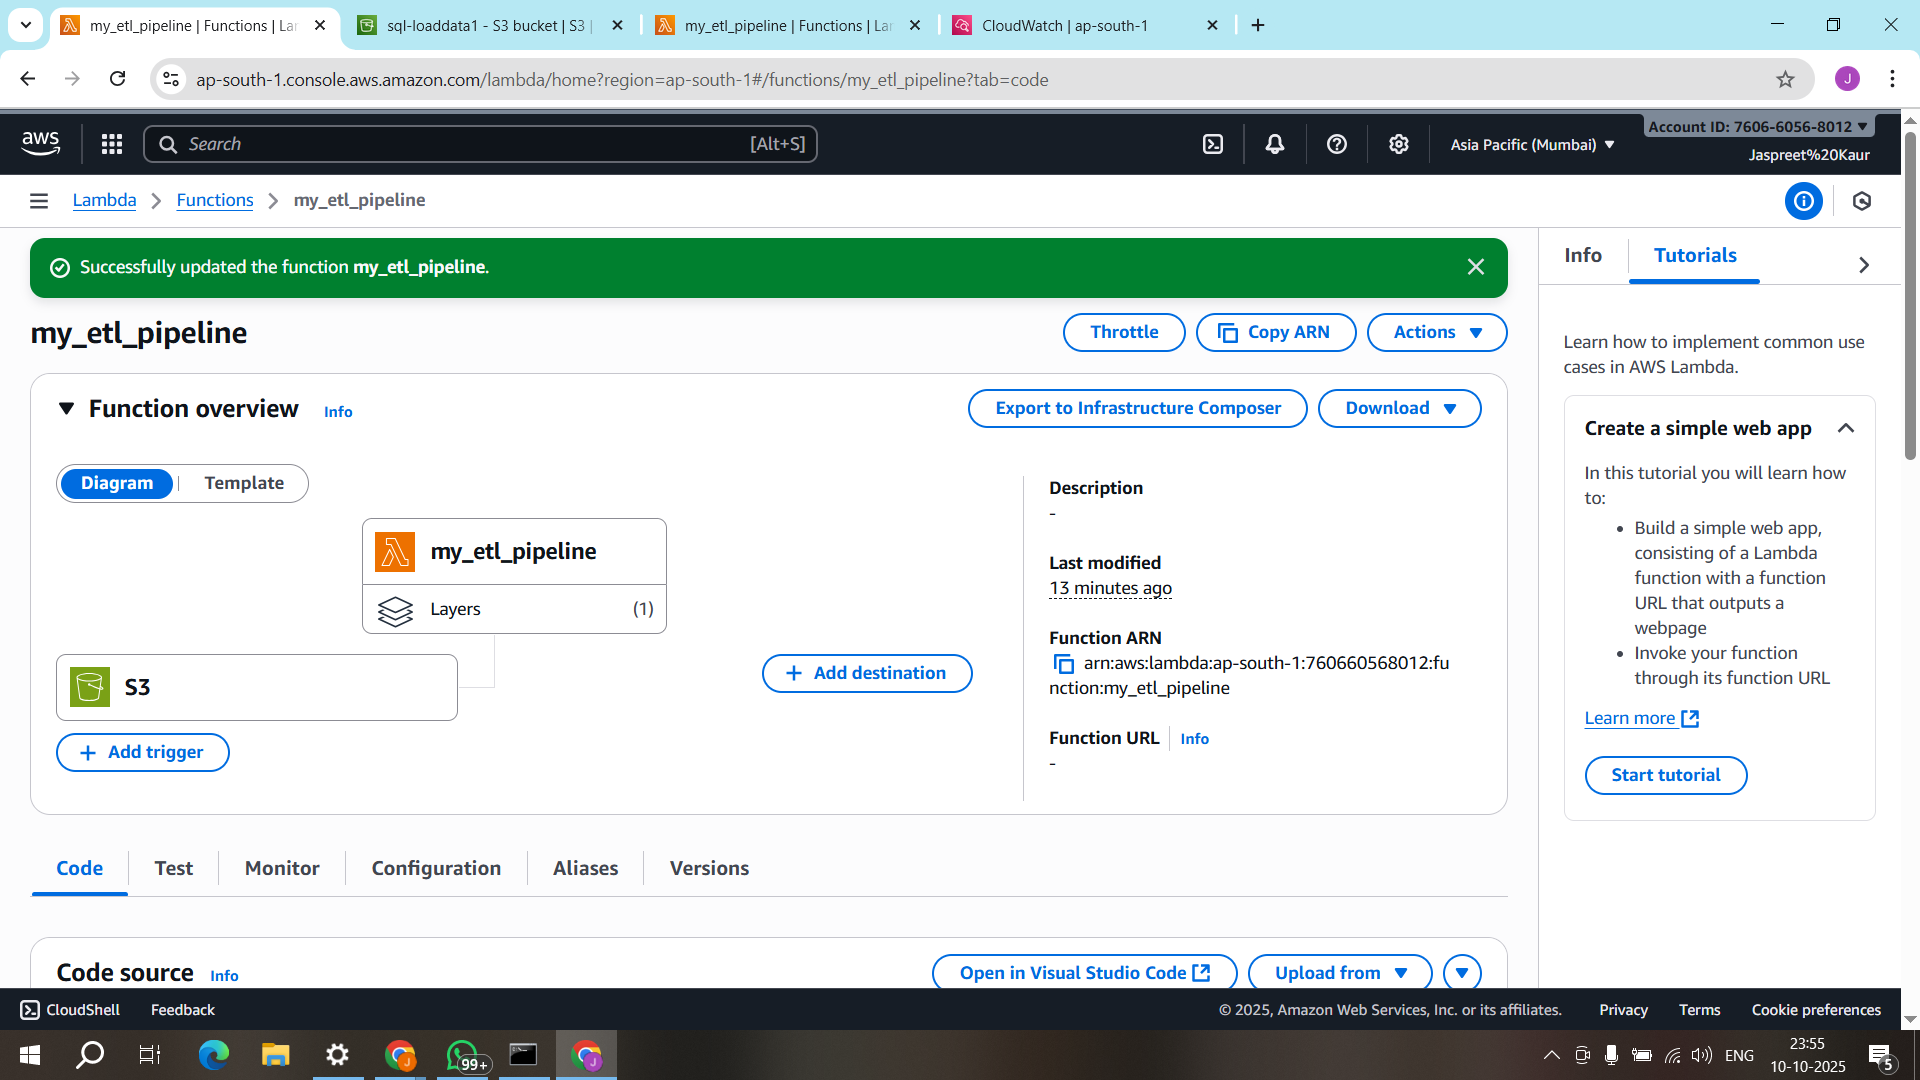 my_etl_pipeline | Functions | La
sql-loaddata1 - S3 bucket | S3 |
my_etl_pipeline | Functions | La
CloudWatch | ap-south-1
ap-south-1.console.aws.amazon.com/lambda/home?region=ap-south-1#/functions/my_etl_pipeline?tab=code
J
aws
Search
[Alt+S]
Asia Pacific (Mumbai)
Account ID: 7606-6056-8012
Jaspreet%20Kaur
Lambda
Functions
my_etl_pipeline
Successfully updated the function my_etl_pipeline.
Info
Tutorials
my_etl_pipeline
Throttle
Copy ARN
Actions
Function overview
Info
Export to Infrastructure Composer
Download
Diagram
Template
my_etl_pipeline
Layers
(1)
S3
Add trigger
Add destination
Description
-
Last modified
13 minutes ago
Function ARN
arn:aws:lambda:ap-south-1:760660568012:fu
nction:my_etl_pipeline
Function URL
Info
-
Learn how to implement common use
cases in AWS Lambda.
Create a simple web app
In this tutorial you will learn how
to:
• Build a simple web app,
consisting of a Lambda
function with a function
URL that outputs a
webpage
• Invoke your function
through its function URL
Learn more
Start tutorial
Code
Test
Monitor
Configuration
Aliases
Versions
Code source
Info
Open in Visual Studio Code
Upload from
CloudShell
Feedback
© 2025, Amazon Web Services, Inc. or its affiliates.
Privacy
Terms
Cookie preferences
J
99+
J
ENG
23:55
10-10-2025
5